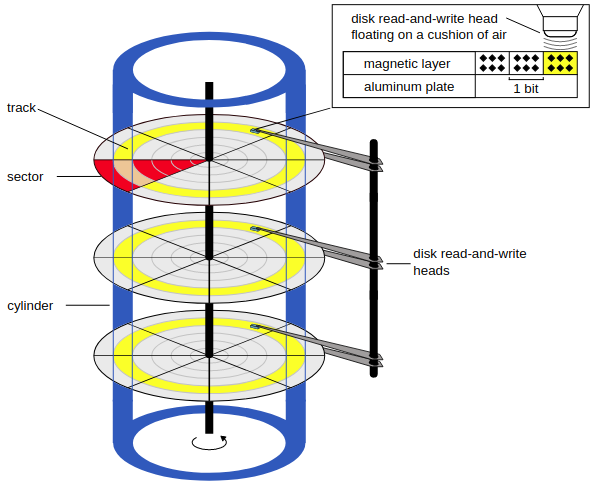 disk read-and-write head
floating on a cushion of air
magnetic layer
aluminum plate
1 bit
track
sector
disk read-and-write
heads
cylinder